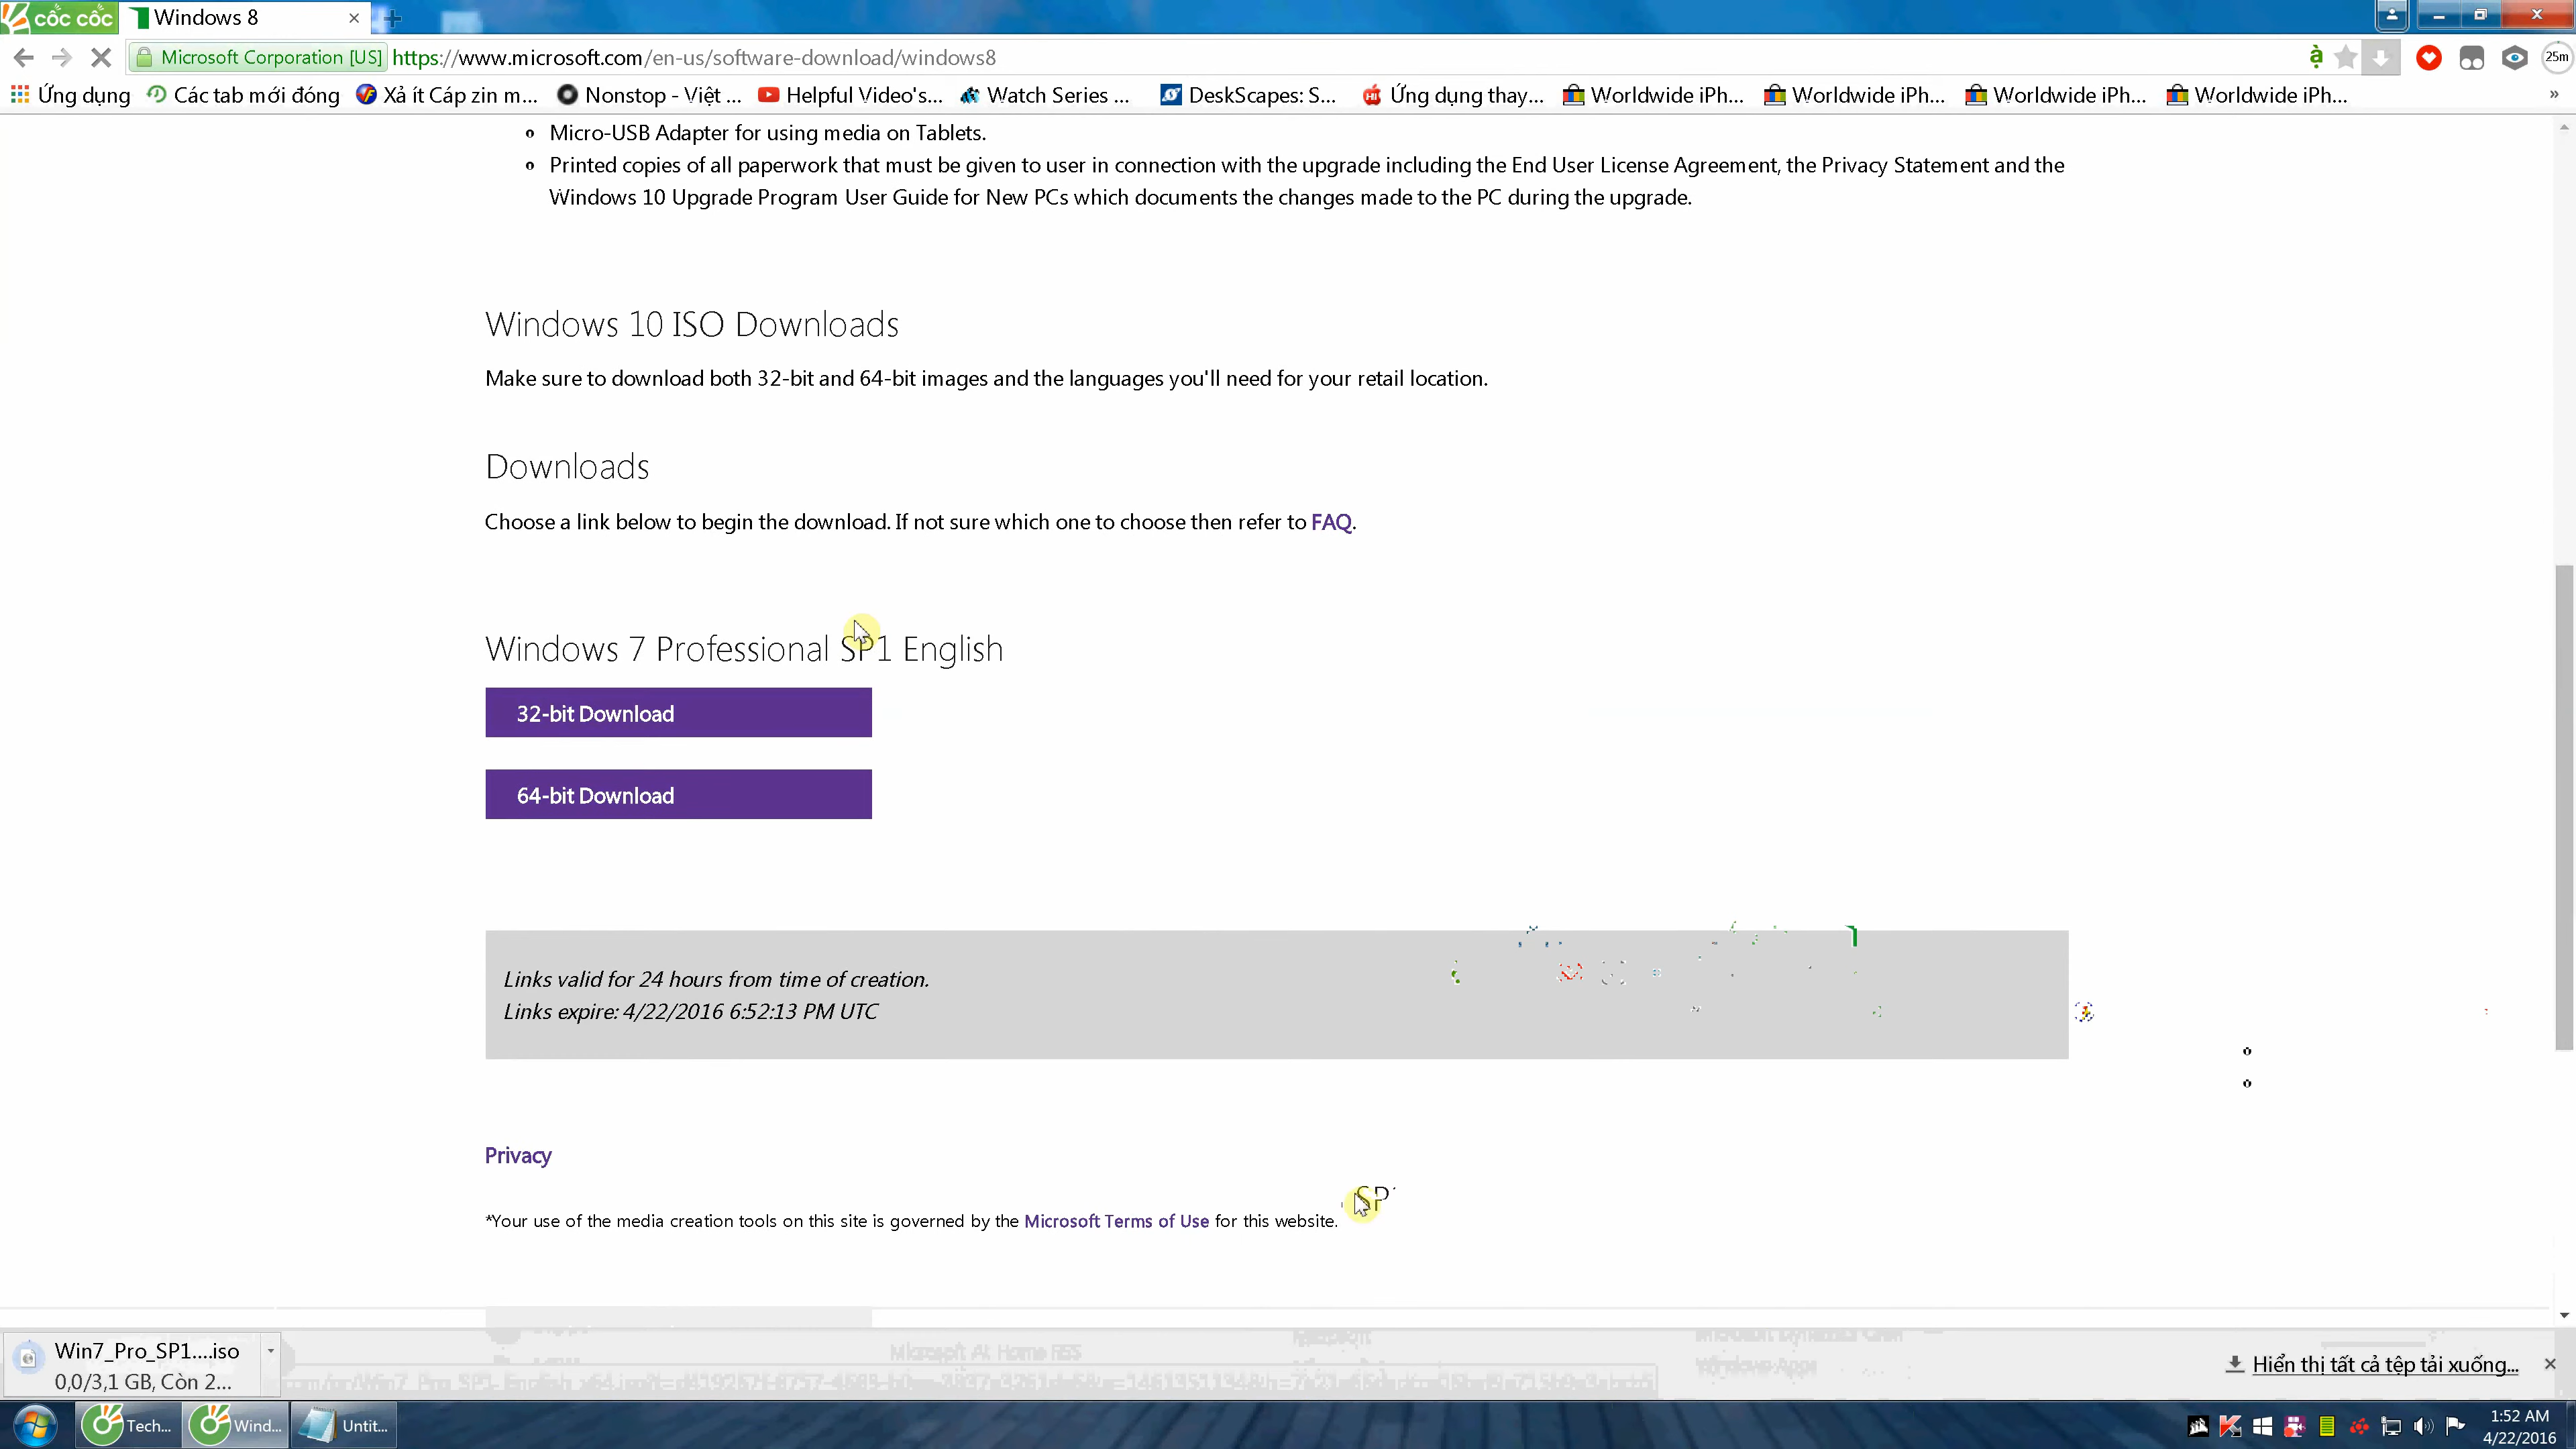 cốc cốc
Windows 8
Microsoft Corporation [US] https://www.microsoft.com/en-us/software-download/windows8
25m
Ứng dụng Các tab mới đóng Xả ít Cáp zin m... Nonstop - Việt ... Helpful Video's... Watch Series ... DeskScapes: S... Ứng dụng thay... Worldwide iPh... Worldwide iPh... Worldwide iPh... Worldwide iPh... »
Micro-USB Adapter for using media on Tablets.
Printed copies of all paperwork that must be given to user in connection with the upgrade including the End User License Agreement, the Privacy Statement and the
Windows 10 Upgrade Program User Guide for New PCs which documents the changes made to the PC during the upgrade.
Windows 10 ISO Downloads
Make sure to download both 32-bit and 64-bit images and the languages you'll need for your retail location.
Downloads
Choose a link below to begin the download. If not sure which one to choose then refer to FAQ.
Windows 7 Professional SP1 English
32-bit Download
64-bit Download
Links valid for 24 hours from time of creation.
Links expire: 4/22/2016 6:52:13 PM UTC
Privacy
SP
*Your use of the media creation tools on this site is governed by the Microsoft Terms of Use for this website.
Microsoft At Home RSS
Windows Apps
Win7_Pro_SP1....iso
0,0/3,1 GB, Còn 2...
Hiển thị tất cả tệp tải xuống...
Tech... Wind... Untit...
1:52 AM
4/22/2016